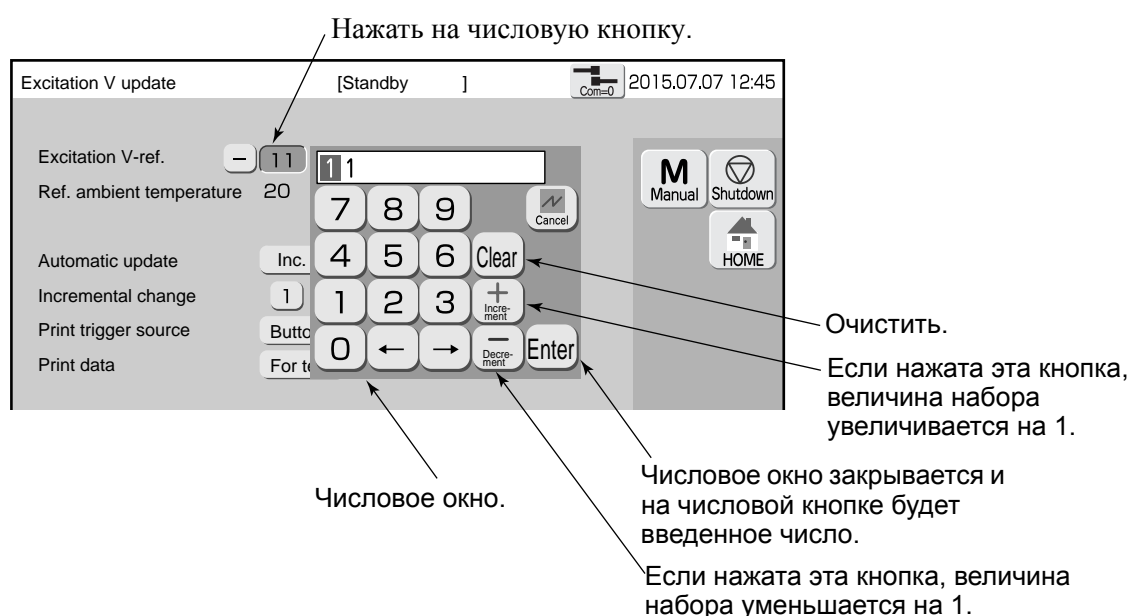 Нажать на числовую кнопку.
Excitation V update [Standby ] Com=0 2015.07.07 12:45
Excitation V-ref. − 11
Ref. ambient temperature 20
Automatic update Inc.
Incremental change 1
Print trigger source
Print data For
11
7 8 9 Cancel
4 5 6 Clear
1 2 3 + Incre-
ment
0 ← → − Decre-
ment Enter
M
Manual Shutdown
HOME
Очистить.
Если нажата эта кнопка,
величина набора
увеличивается на 1.
Числовое окно.
Числовое окно закрывается и
на числовой кнопке будет
введенное число.
Если нажата эта кнопка, величина
набора уменьшается на 1.